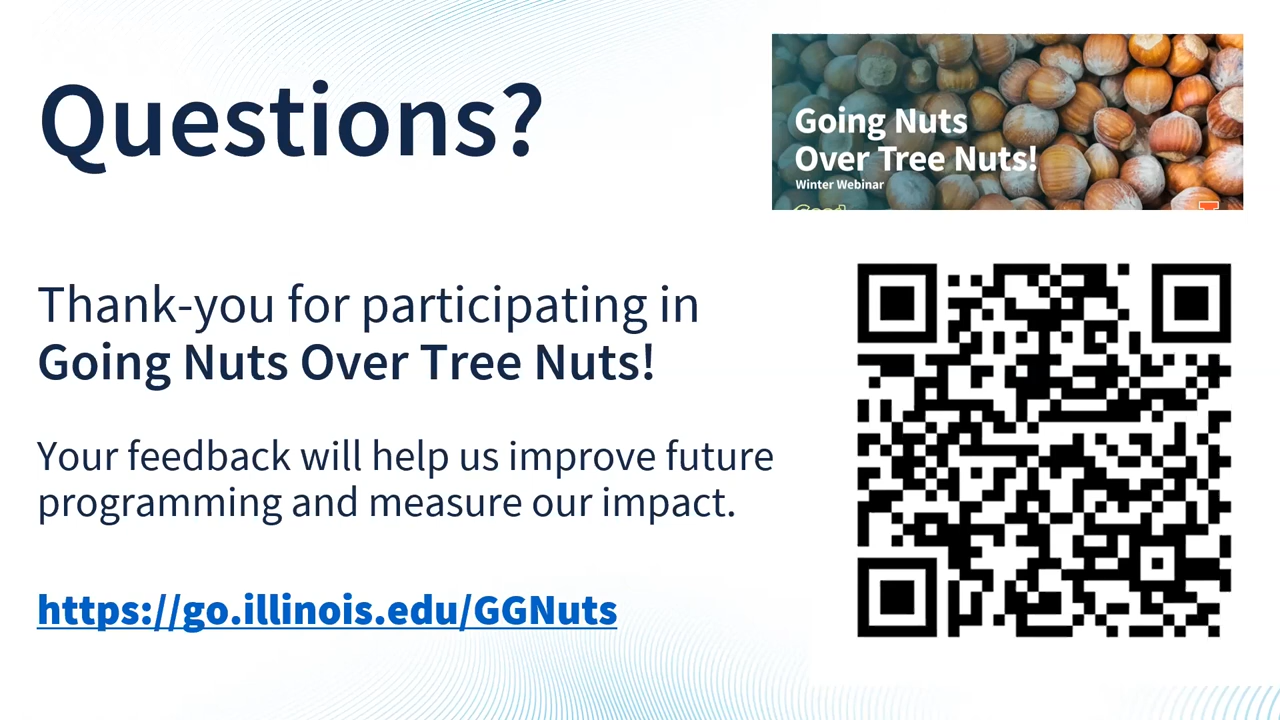 Questions?
Going Nuts
Over Tree Nuts!
Winter Webinar
Good
Thank-you for participating in
Going Nuts Over Tree Nuts!
Your feedback will help us improve future
programming and measure our impact.
https://go.illinois.edu/GGNuts